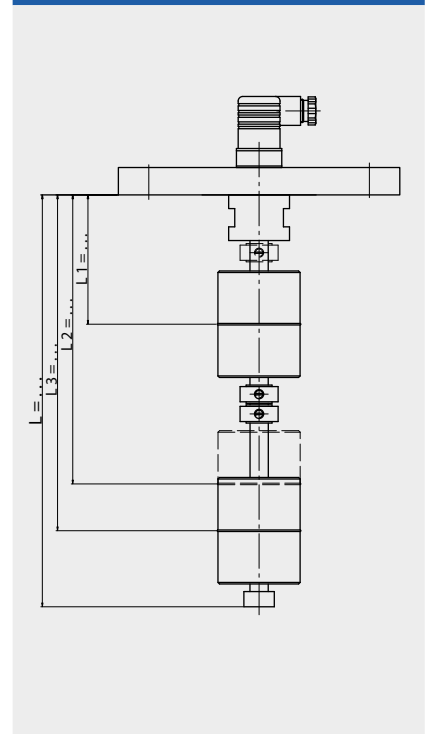 L = ...
L3 = ...
L2 = ...
L1 = ...